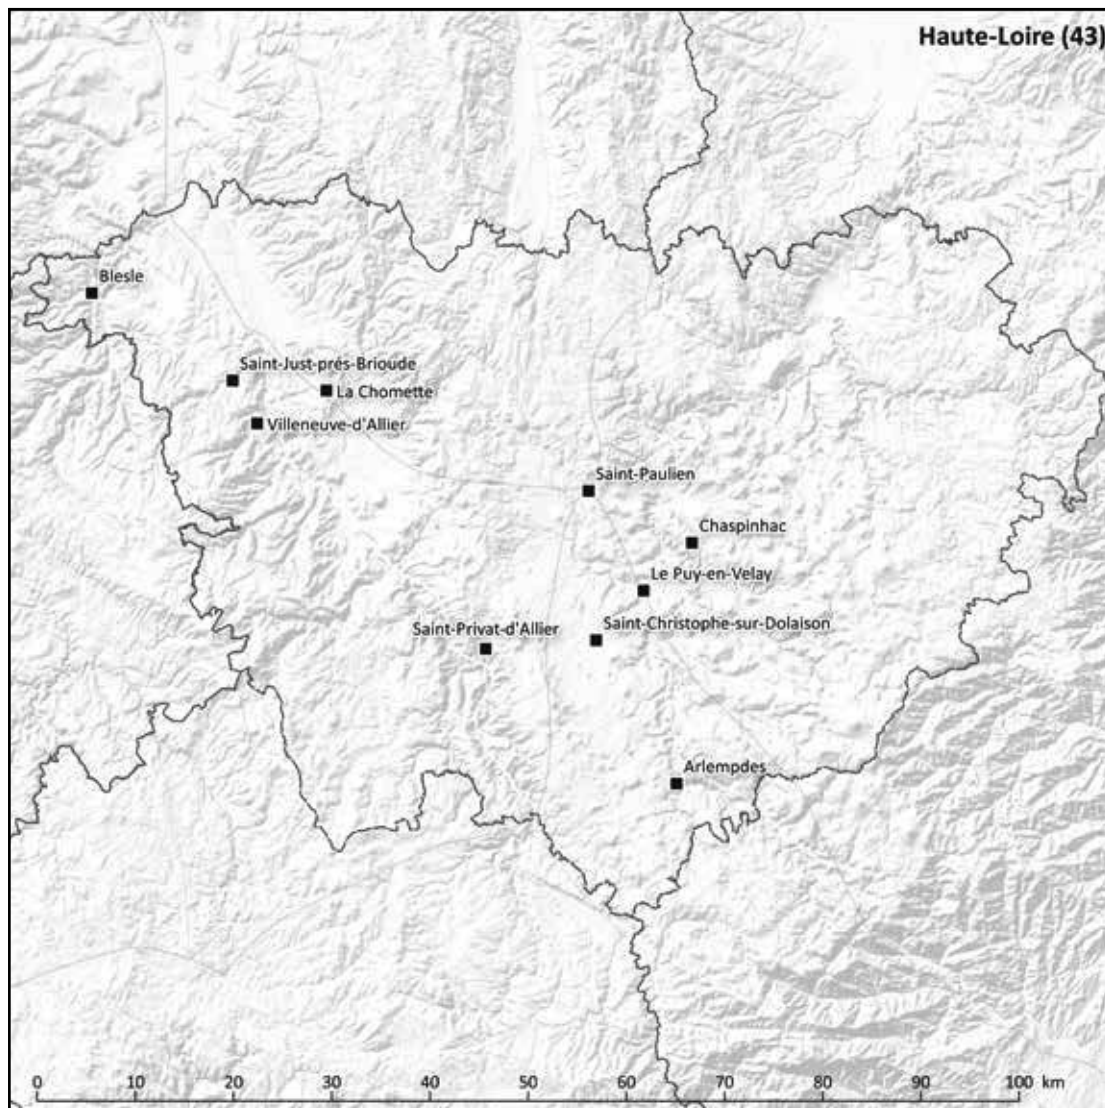 Haute-Loire (43)
Blesle
Saint-Just-prés-Brioude
La Chomette
Villeneuve-d'Allier
Saint-Paulien
Chaspinhac
Le Puy-en-Velay
Saint-Christophe-sur-Dolaison
Saint-Privat-d'Allier
Arlempdes
0 10 20 30 40 50 60 70 80 90 100 km